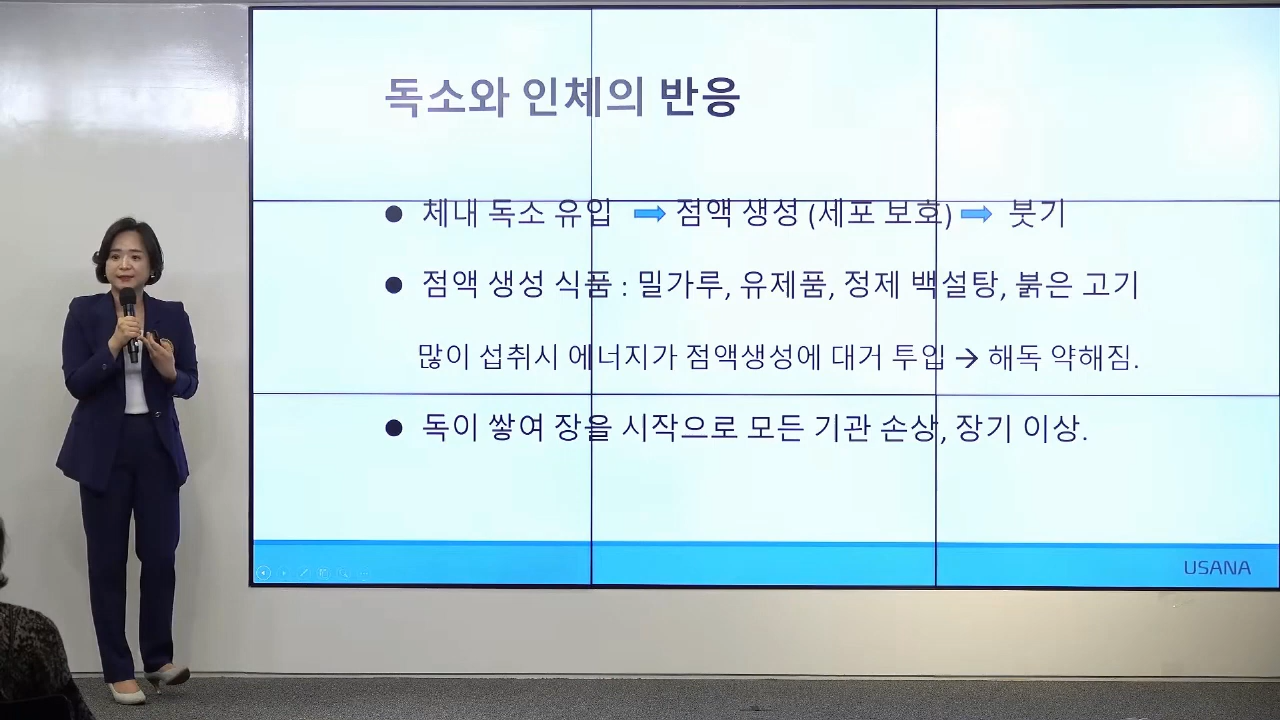 독소와 인체의 반응
● 체내 독소 유입 ➡ 점액 생성 (세포 보호) ➡ 붓기
● 점액 생성 식품 : 밀가루, 유제품, 정제 백설탕, 붉은 고기
많이 섭취시 에너지가 점액생성에 대거 투입 → 해독 약해짐.
● 독이 쌓여 장을 시작으로 모든 기관 손상, 장기 이상.
USANA